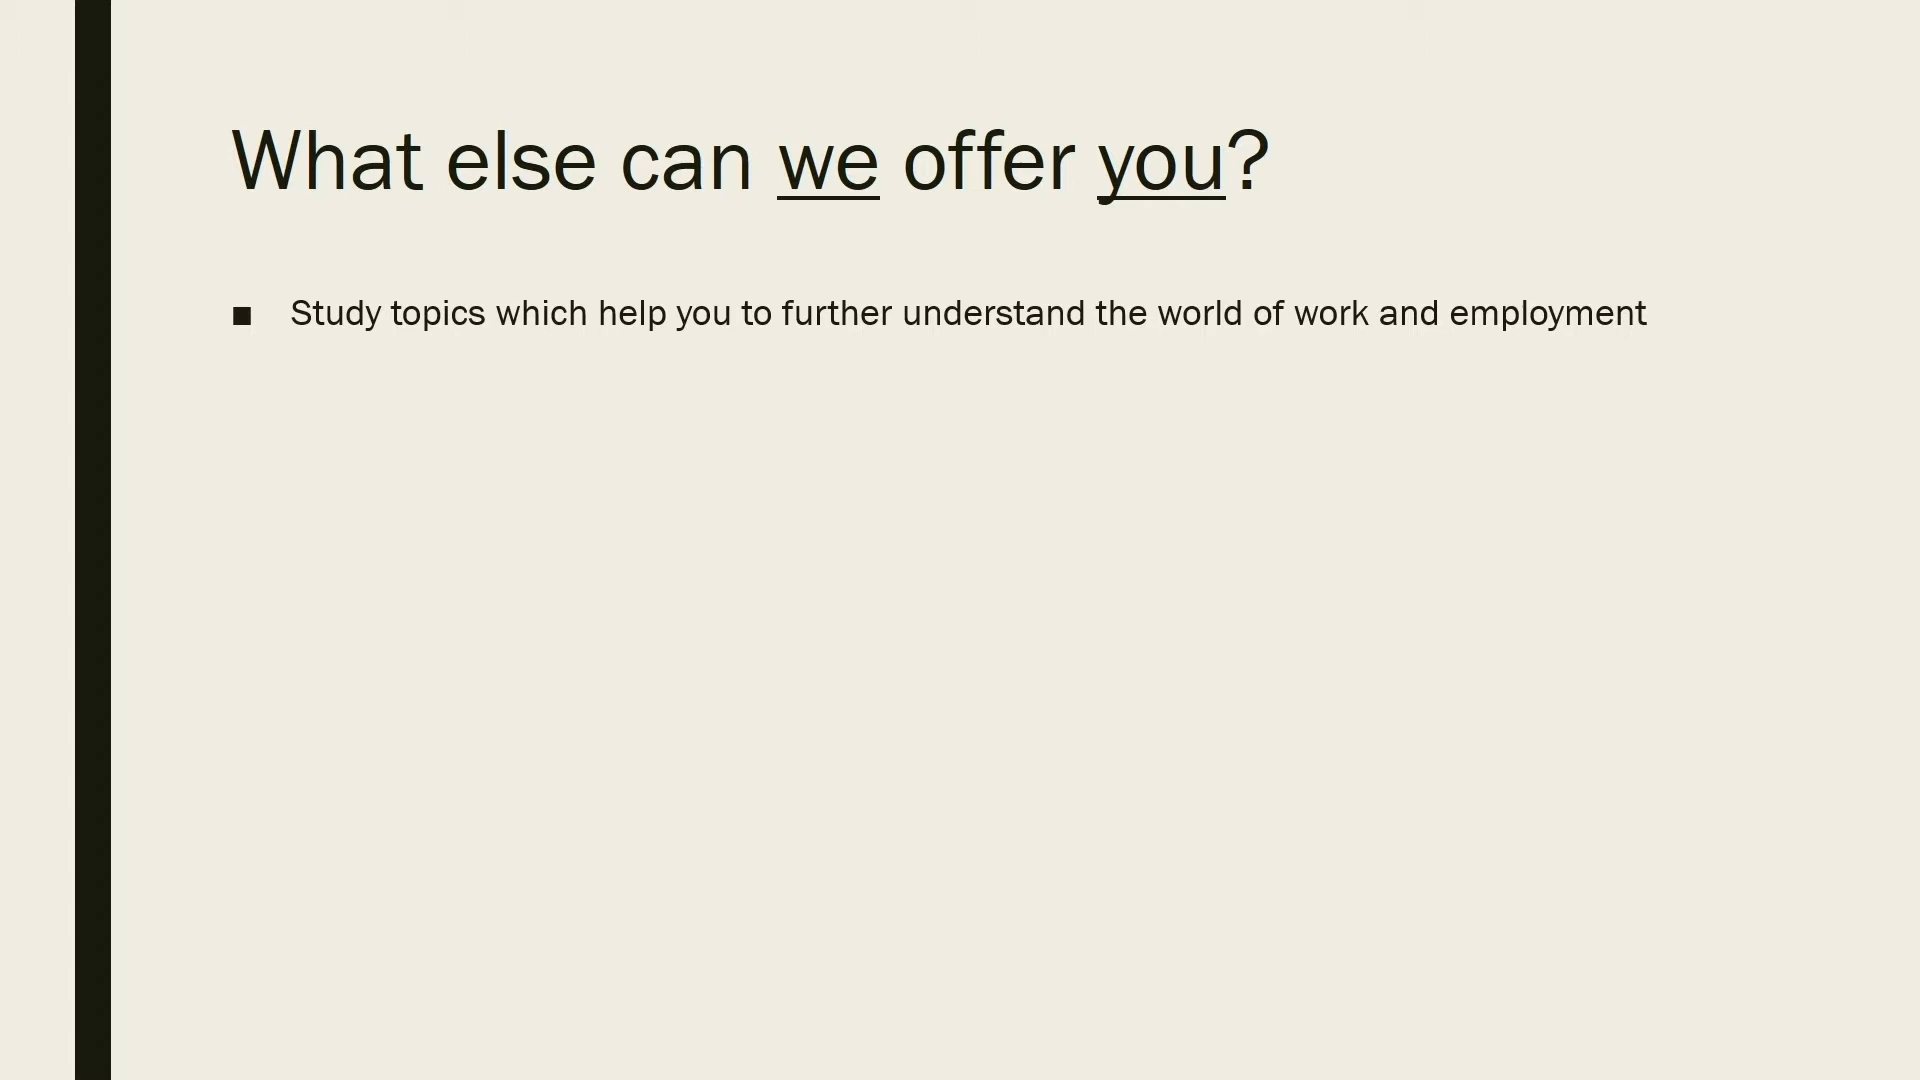 What else can we offer you?
Study topics which help you to further understand the world of work and employment